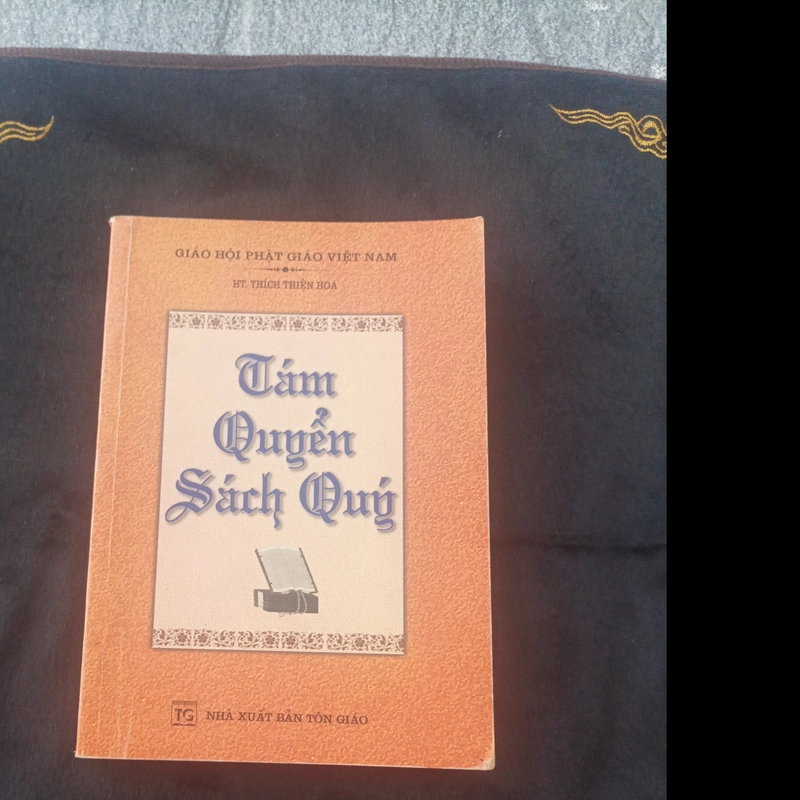 GIÁO HỘI PHẬT GIÁO VIỆT NAM
HT. THÍCH THIỆN HOA
Tám
Quyển
Sách Quý
TG NHÀ XUẤT BẢN TÔN GIÁO